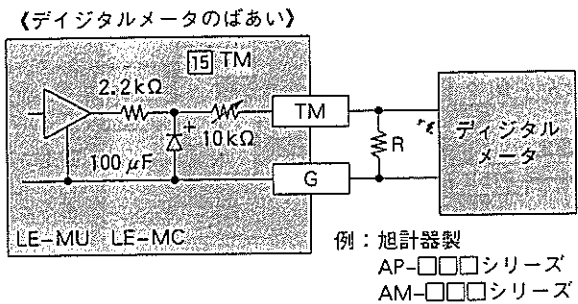 《ディジタルメータのばあい》
15 TM
2.2kΩ
+
10kΩ
100μF
TM
G
R
ディジタル
メータ
LE-MU LE-MC
例：旭計器製
AP-□□□シリーズ
AM-□□□シリーズ